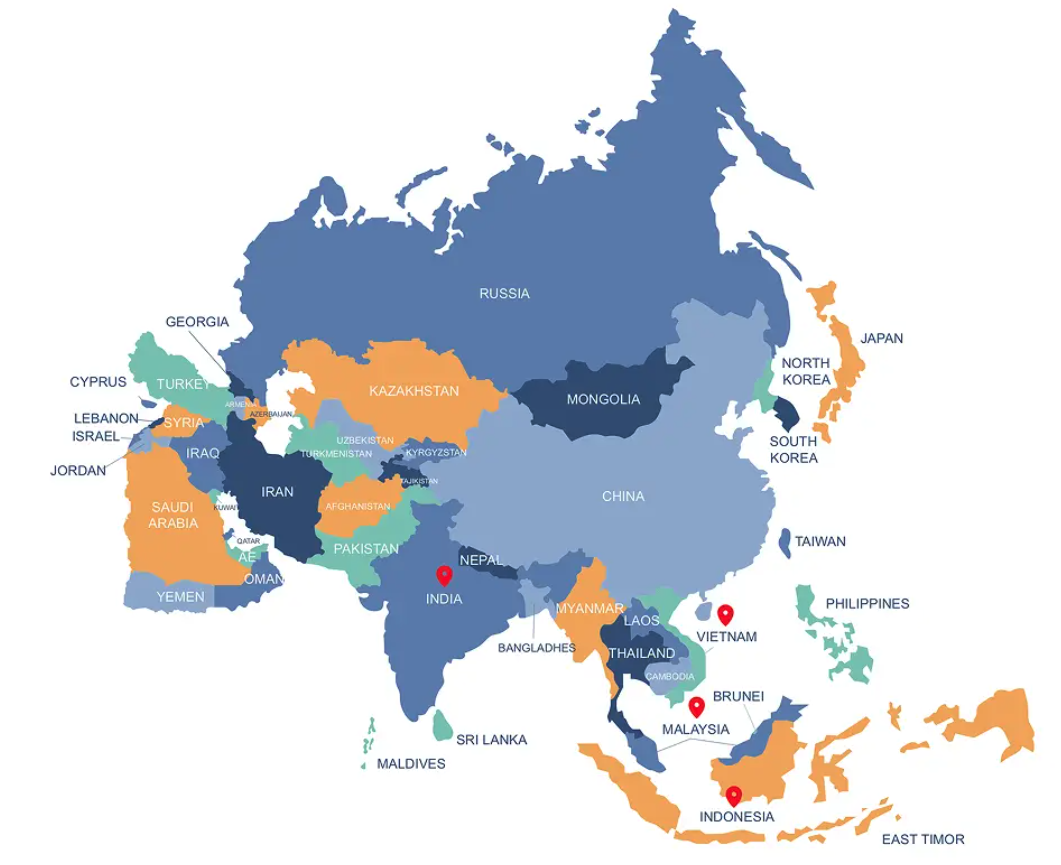 RUSSIA
GEORGIA
JAPAN
NORTH
KOREA
CYPRUS
TURKEY
KAZAKHSTAN
MONGOLIA
ARMENIA
AZERBAIJAN
LEBANON
SYRIA
ISRAEL
UZBEKISTAN
SOUTH
KOREA
IRAQ
TURKMENISTAN
KYRGYZSTAN
JORDAN
TAJIKISTAN
IRAN
CHINA
SAUDI
ARABIA
KUWAI
AFGHANISTAN
QATAR
TAIWAN
PAKISTAN
AE
NEPAL
OMAN
YEMEN
INDIA
PHILIPPINES
MYANMAR
LAOS
VIETNAM
BANGLADHES
THAILAND
CAMBODIA
BRUNEI
MALAYSIA
SRI LANKA
MALDIVES
INDONESIA
EAST TIMOR